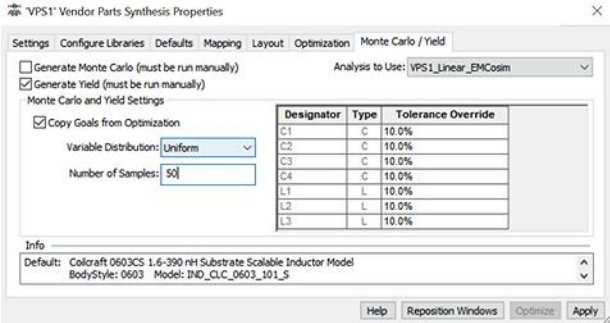 "VPS1" Vendor Parts Synthesis Properties
Settings Configure Libraries Defaults Mapping Layout Optimization Monte Carlo / Yield
Generate Monte Carlo (must be run manually)
Analysis to Use: VPS1_Linear_EMCosim
Generate Yield (must be run manually)
Monte Carlo and Yield Settings
Copy Goals from Optimization
Variable Distribution: Uniform
Number of Samples: 50
Designator Type Tolerance Override
C1 C 10.0%
C2 C 10.0%
C3 C 10.0%
C4 C 10.0%
L1 L 10.0%
L2 L 10.0%
L3 L 10.0%
Info
Default: Coilcraft 0603CS 1.6-390 nH Substrate Scalable Inductor Model
BodyStyle: 0603 Model: IND_CLC_0603_101_S
Help Reposition Windows Optimize Apply